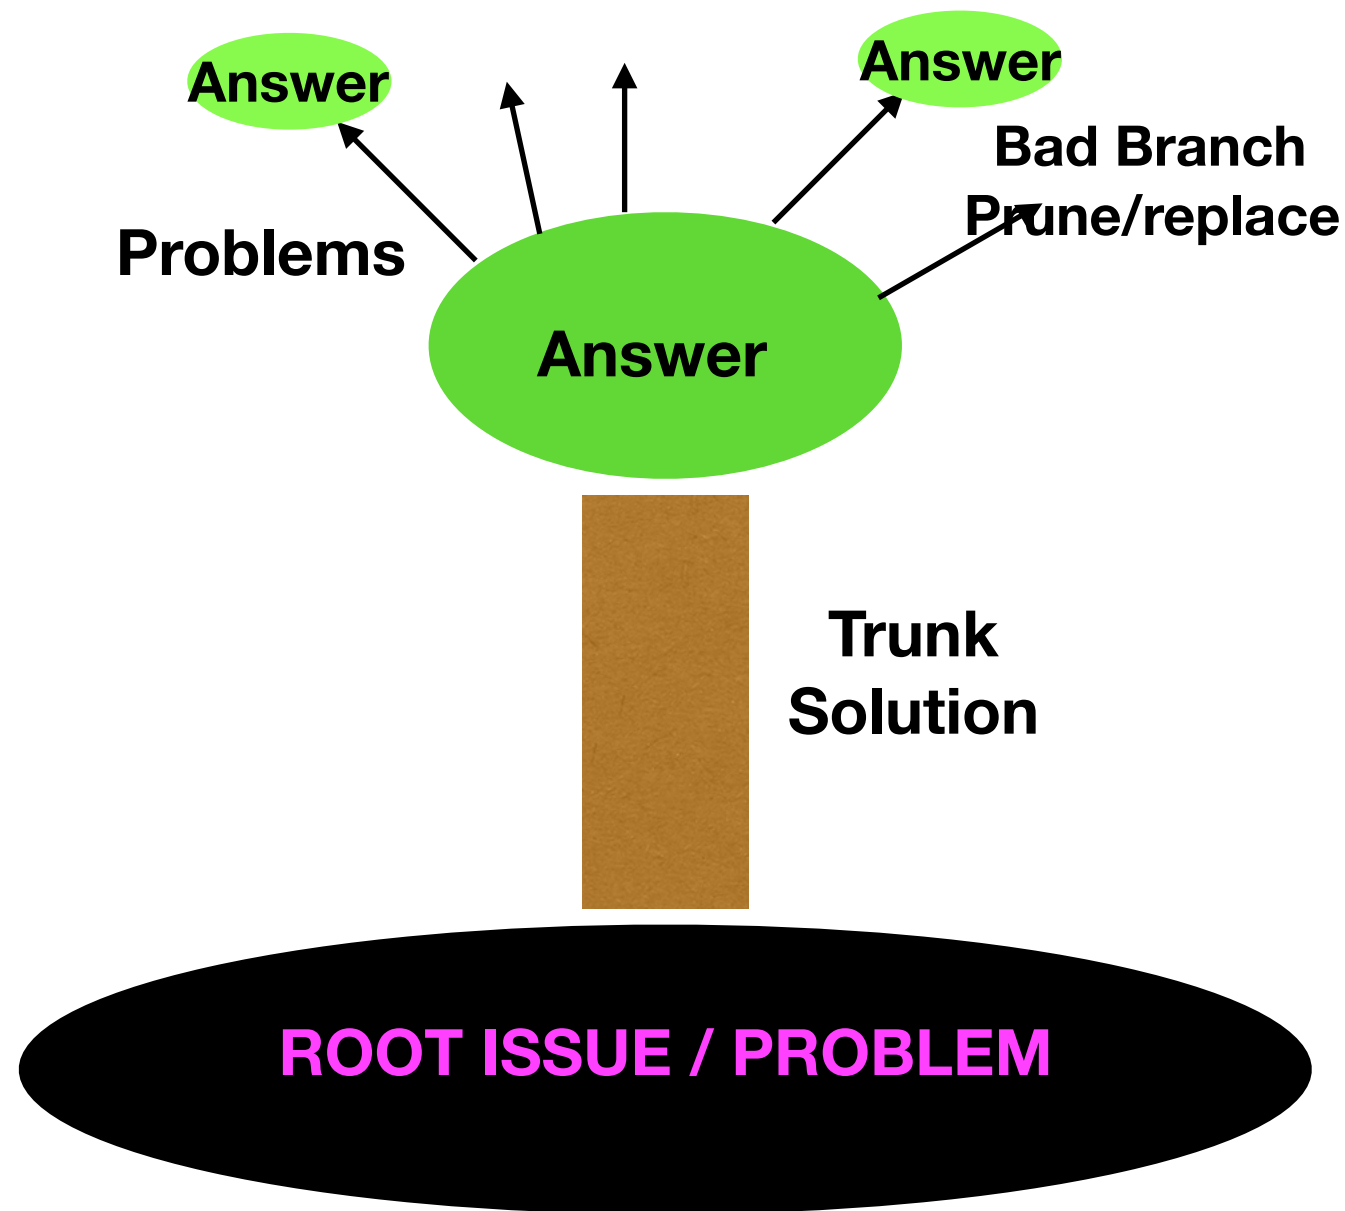 Answer
Answer
Bad Branch
Prune/replace
Problems
Answer
Trunk
Solution
ROOT ISSUE / PROBLEM